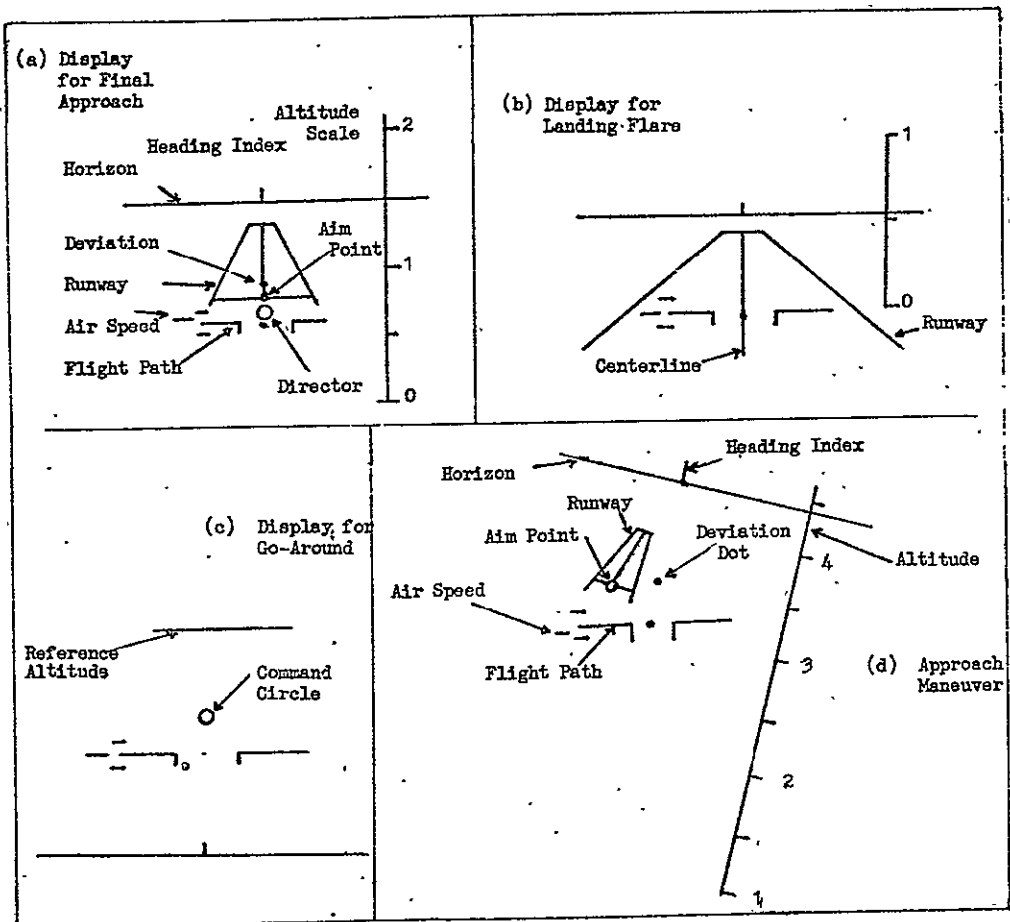 (a) Display
for Final
Approach
Altitude
Scale
2
Heading Index
Horizon
Deviation
Aim
Point
Runway
1
Air Speed
Flight Path
Director
0
(b) Display for
Landing Flare
1
0
Runway
Centerline
(c) Display for
Go-Around
Reference
Altitude
Command
Circle
Horizon
Heading Index
Runway
Aim Point
Deviation
Dot
Altitude
4
Air Speed
Flight Path
3
(d) Approach
Maneuver
2
1